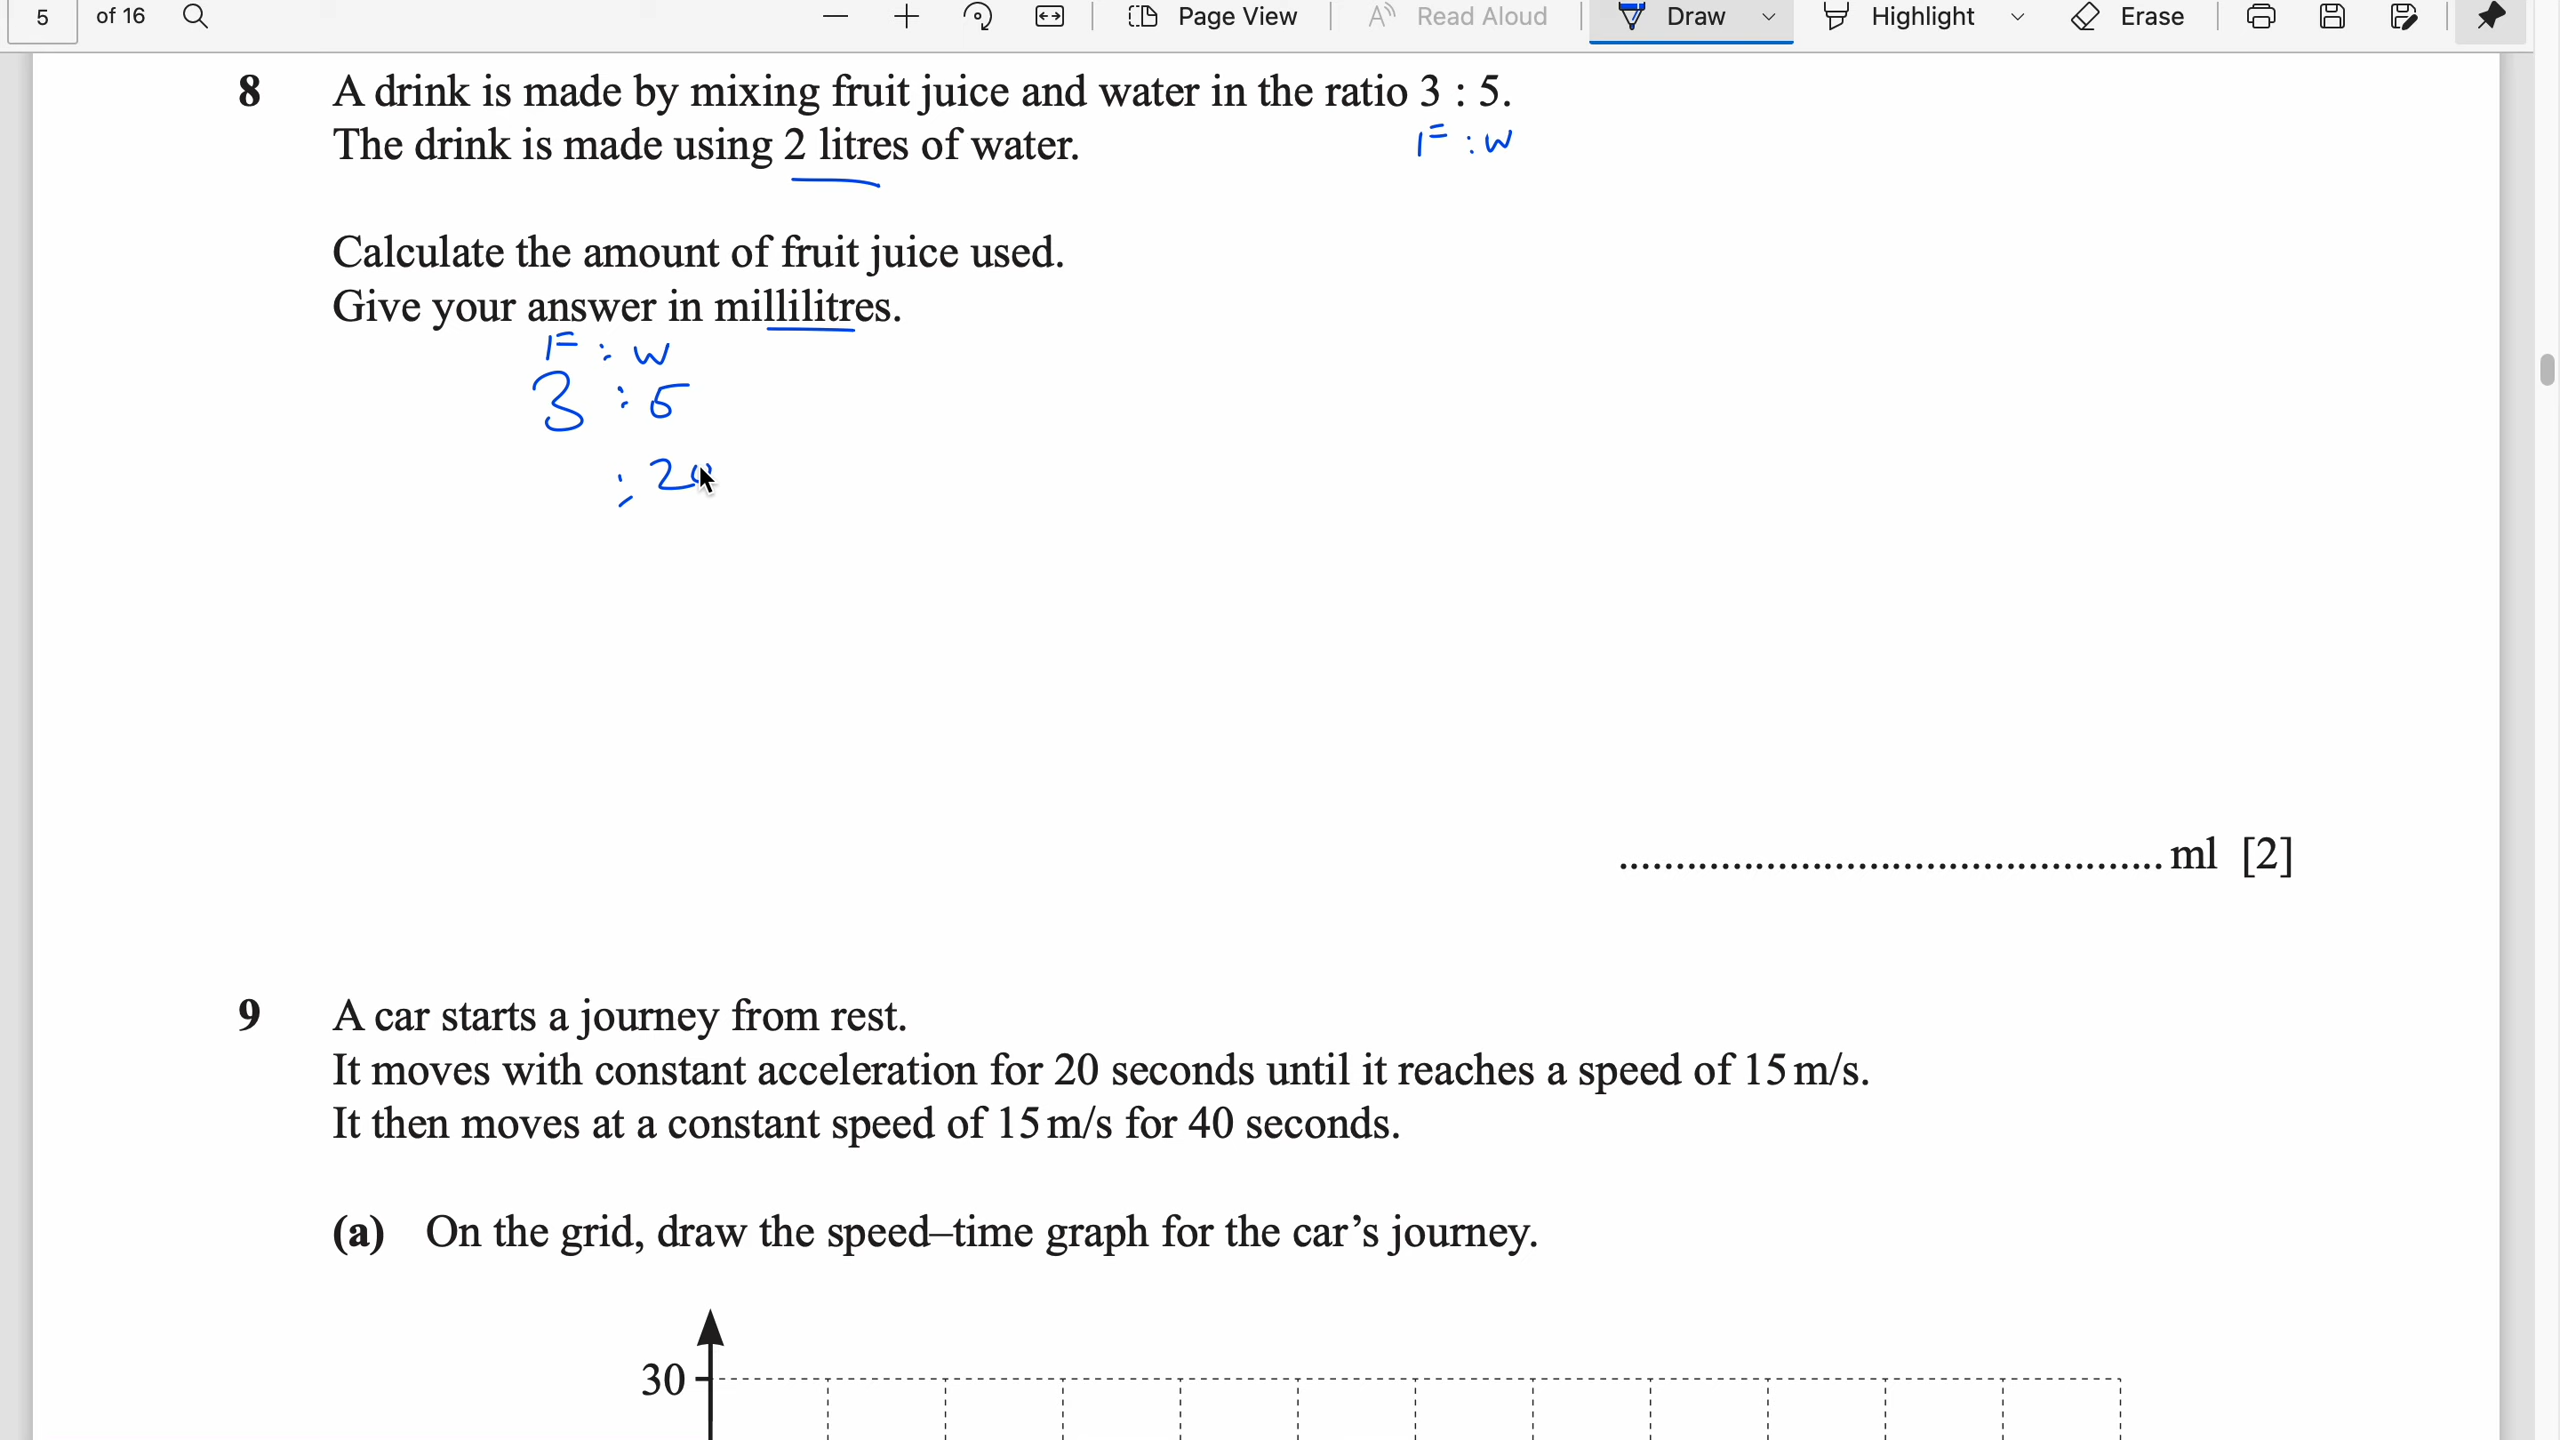 5 of 16 Page View Read Aloud Draw Highlight Erase
8 A drink is made by mixing fruit juice and water in the ratio 3 : 5.
The drink is made using 2 litres of water.
F : W
Calculate the amount of fruit juice used.
Give your answer in millilitres.
F : W
3 : 5
: 20
........................................ ml [2]
9 A car starts a journey from rest.
It moves with constant acceleration for 20 seconds until it reaches a speed of 15 m/s.
It then moves at a constant speed of 15 m/s for 40 seconds.
(a) On the grid, draw the speed–time graph for the car’s journey.
30